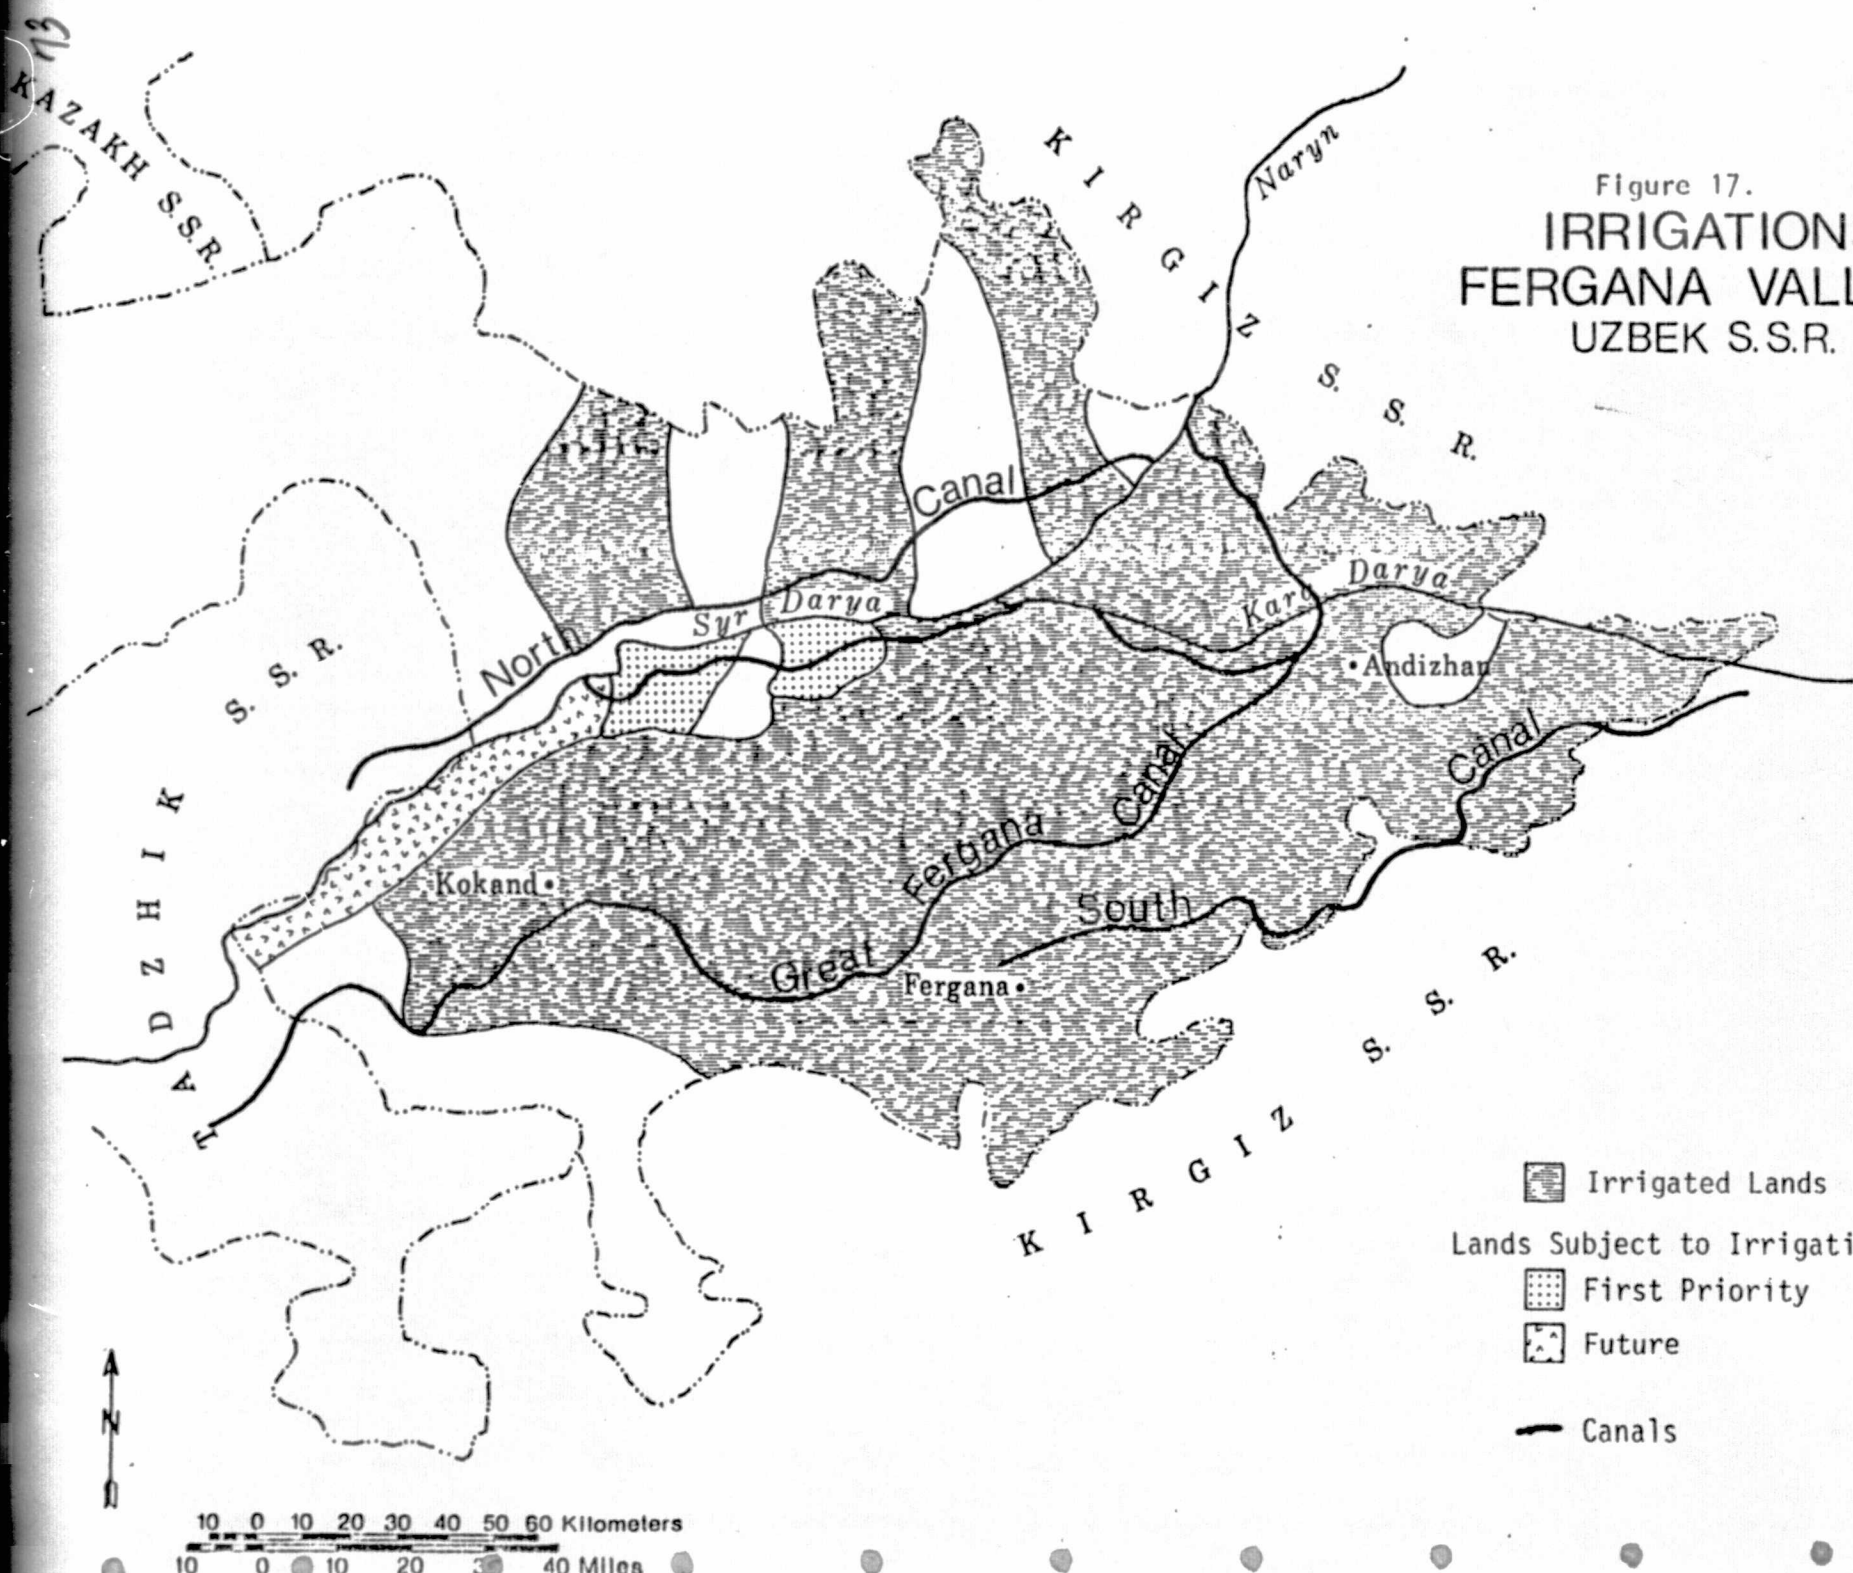 73
KAZAKH S.S.R.
KIRGIZ S. S. R.
Naryn
Figure 17.
IRRIGATION
FERGANA VALL
UZBEK S.S.R.
Canal
Darya
Syr Darya
Kara
North
Andizhan
S. S. R.
Canal
Canal
TADZHIK
Fergana
Kokand
South
Great
Fergana
KIRGIZ S. S. R.
Irrigated Lands
Lands Subject to Irrigati
First Priority
Future
Canals
N
10 0 10 20 30 40 50 60 Kilometers
10 0 10 20 30 40 Miles